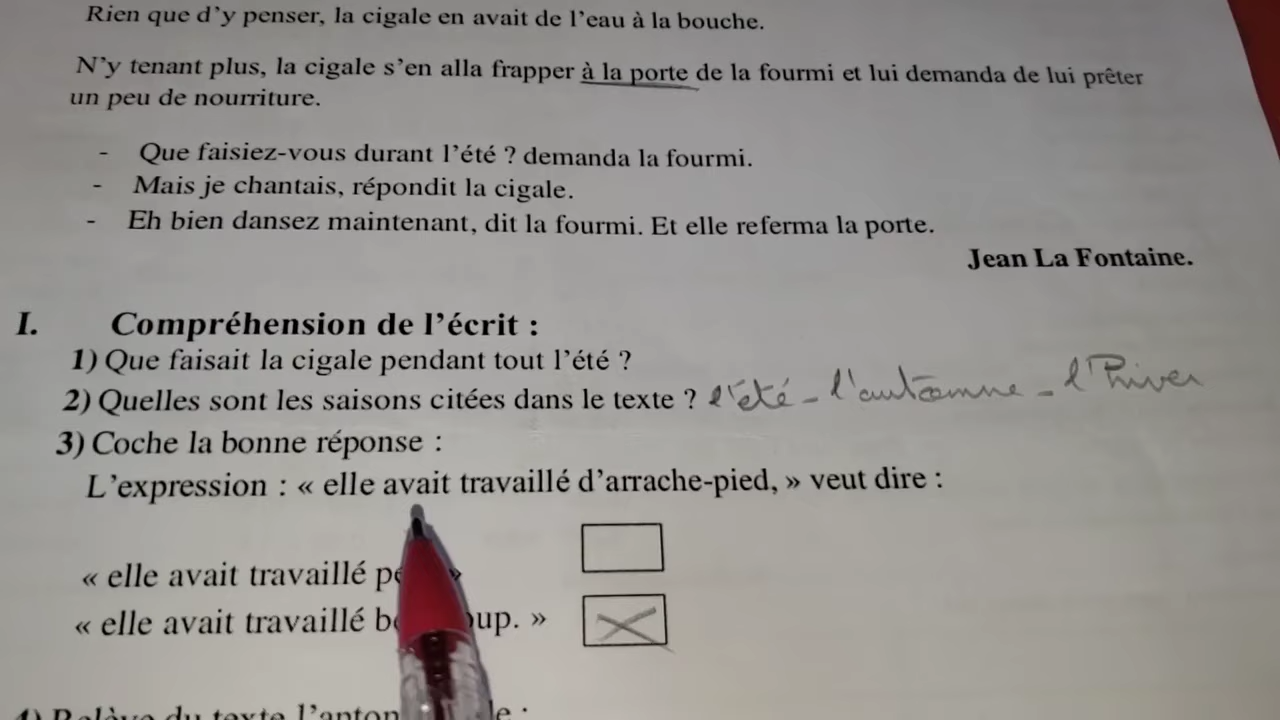 Rien que d'y penser, la cigale en avait de l'eau à la bouche.
N'y tenant plus, la cigale s'en alla frapper à la porte de la fourmi et lui demanda de lui prêter
un peu de nourriture.
- Que faisiez-vous durant l'été ? demanda la fourmi.
- Mais je chantais, répondit la cigale.
- Eh bien dansez maintenant, dit la fourmi. Et elle referma la porte.
Jean La Fontaine.
I. Compréhension de l'écrit :
1) Que faisait la cigale pendant tout l'été ?
2) Quelles sont les saisons citées dans le texte ? l'été - l'automne - l'hiver
3) Coche la bonne réponse :
L'expression : « elle avait travaillé d'arrache-pied, » veut dire :
« elle avait travaillé »
« elle avait travaillé »
4) Relève du texte :